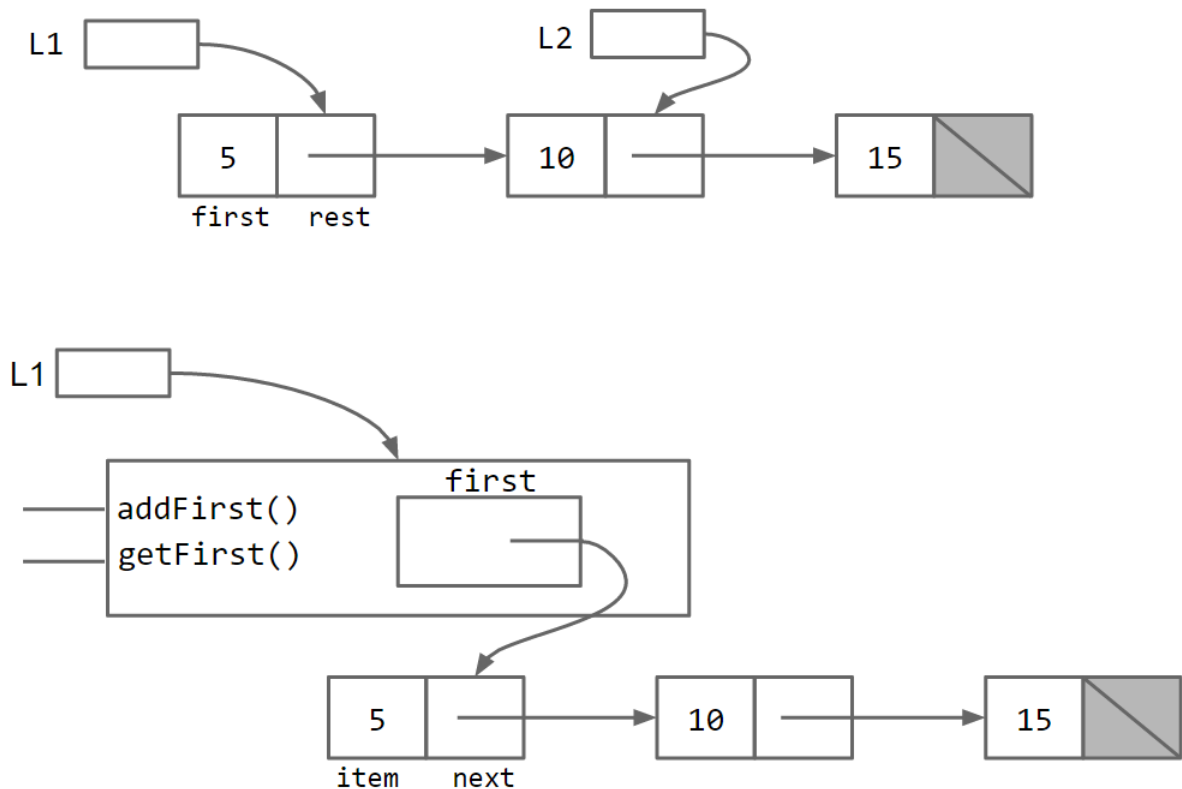 L1
L2
5
10
15
first rest
L1
first
addFirst()
getFirst()
5
10
15
item next